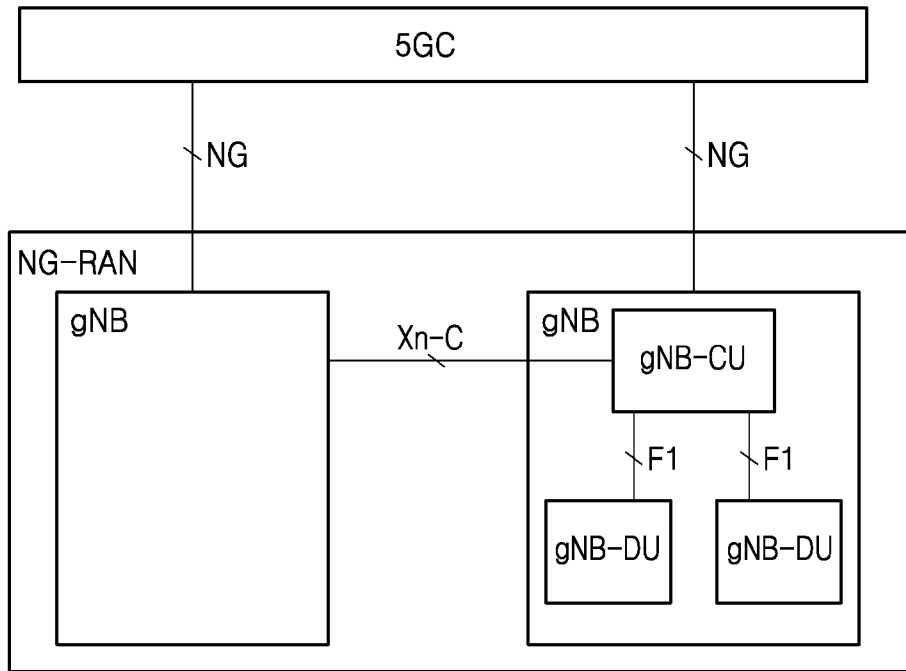 5GC
NG
NG
NG-RAN
gNB
gNB
Xn-C
gNB-CU
F1
F1
gNB-DU
gNB-DU